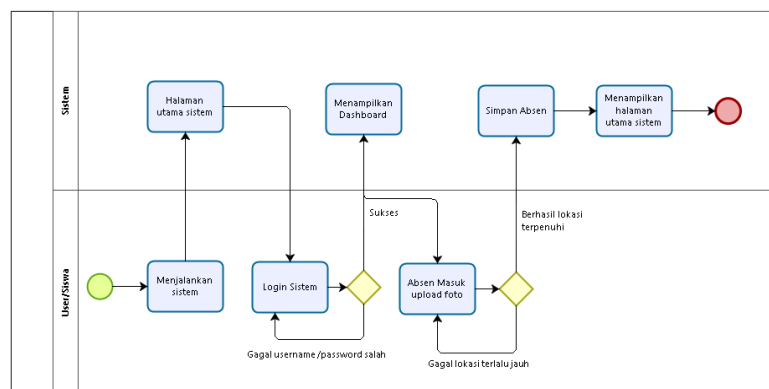 Sistem
Halaman
utama sistem
Menampilkan
Dashboard
Simpan Absen
Menampilkan
halaman
utama sistem
User/Siswa
Menjalankan
sistem
Login Sistem
Sukses
Gagal username/password salah
Absen Masuk
upload foto
Berhasil lokasi
terpenuhi
Gagal lokasi terlalu jauh